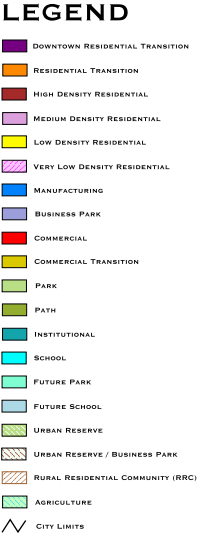 LEGEND
Downtown Residential Transition
Residential Transition
High Density Residential
Medium Density Residential
Low Density Residential
Very Low Density Residential
Manufacturing
Business Park
Commercial
Commercial Transition
Park
Path
Institutional
School
Future Park
Future School
Urban Reserve
Urban Reserve / Business Park
Rural Residential Community (RRC)
Agriculture
City Limits